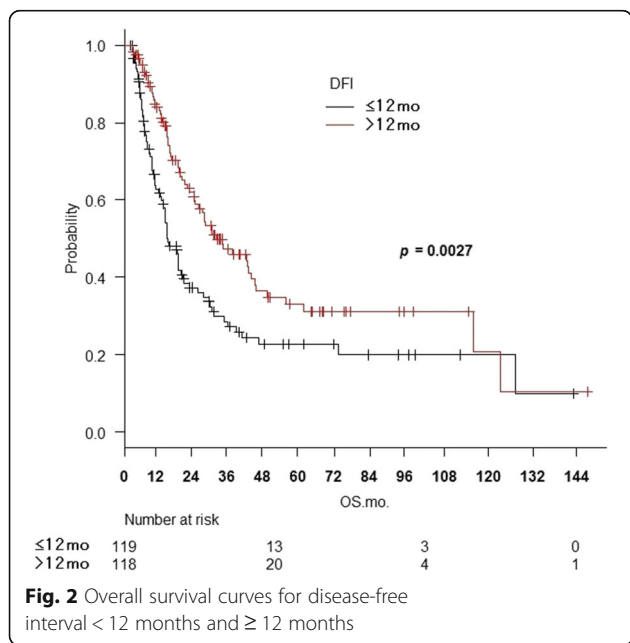 1.0
0.8
0.6
0.4
0.2
0.0
Probability
DFI
≤12mo
>12mo
p = 0.0027
0 12 24 36 48 60 72 84 96 108 120 132 144
OS.mo.
Number at risk
≤12mo 119 13 3 0
>12mo 118 20 4 1
Fig. 2 Overall survival curves for disease-free
interval < 12 months and ≥ 12 months